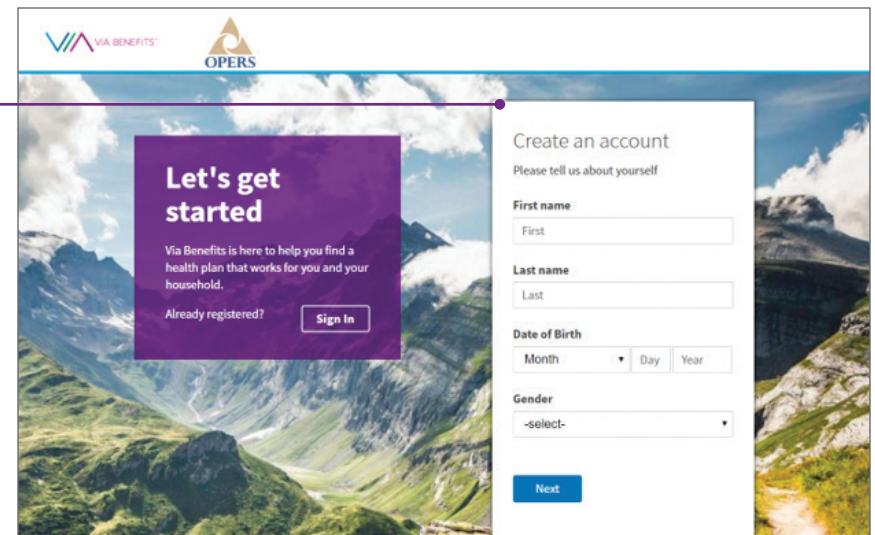 VIA BENEFITS™
OPERS
Let's get
started
Via Benefits is here to help you find a
health plan that works for you and your
household.
Already registered?
Sign In
Create an account
Please tell us about yourself
First name
First
Last name
Last
Date of Birth
Month Day Year
Gender
-select-
Next